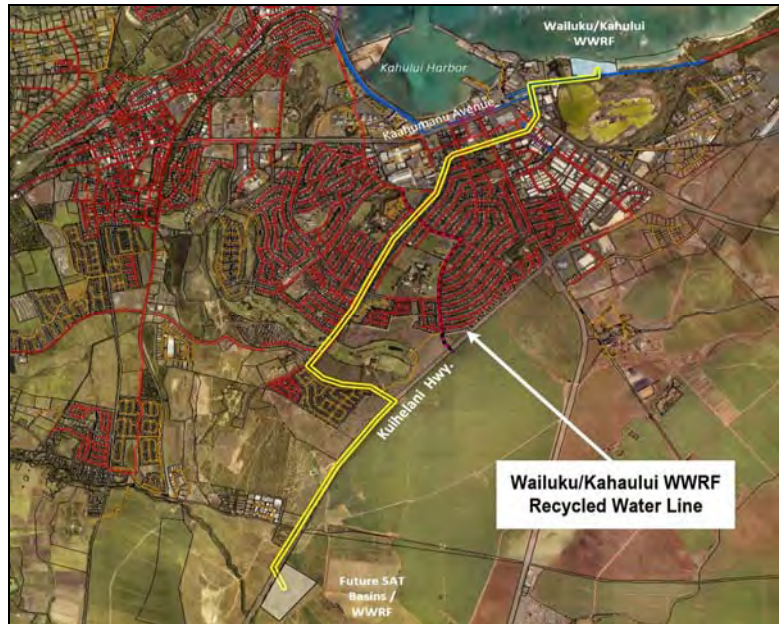 Wailuku/Kahului
WWRF
Kahului Harbor
Kaahumanu Avenue
Kuihelani Hwy.
Wailuku/Kahaului WWRF
Recycled Water Line
Future SAT
Basins /
WWRF